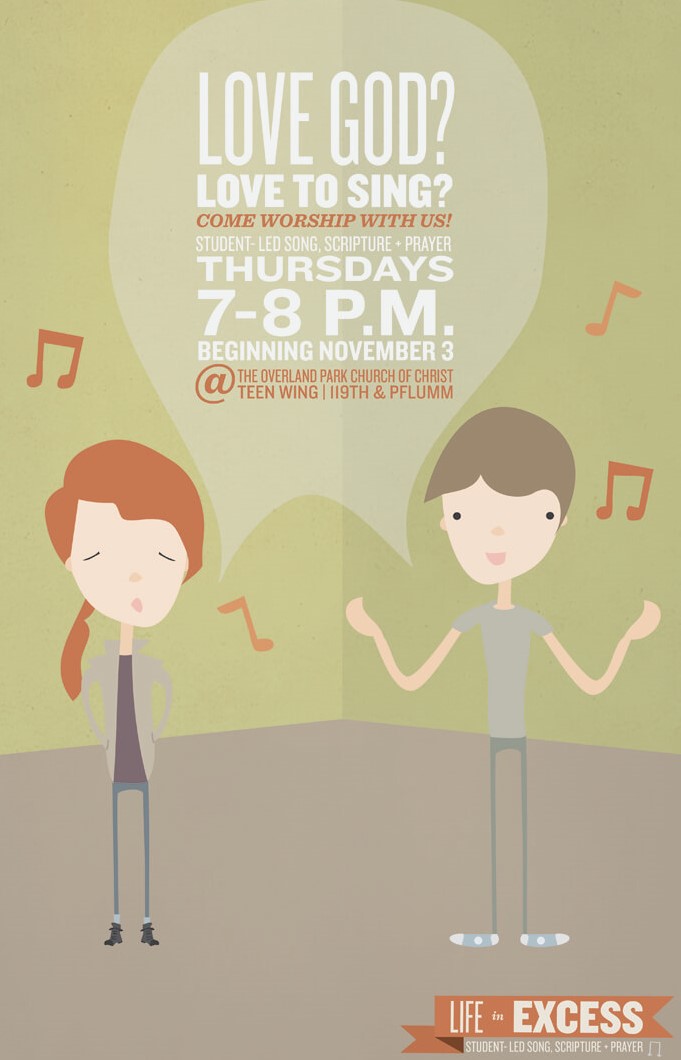 LOVE GOD?
LOVE TO SING?
COME WORSHIP WITH US!
STUDENT- LED SONG, SCRIPTURE + PRAYER
THURSDAYS
7-8 P.M.
BEGINNING NOVEMBER 3
@ THE OVERLAND PARK CHURCH OF CHRIST
TEEN WING | 119TH & PFLUMM
LIFE in EXCESS
STUDENT- LED SONG, SCRIPTURE + PRAYER